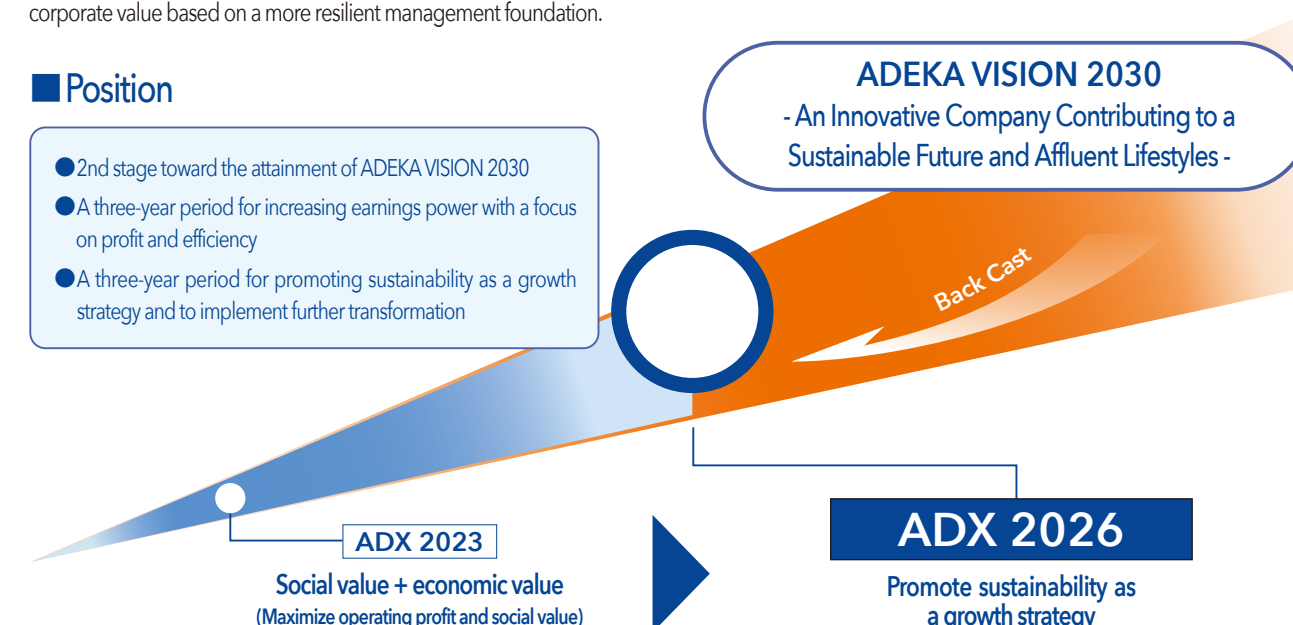 corporate value based on a more resilient management foundation.
■Position
●2nd stage toward the attainment of ADEKA VISION 2030
●A three-year period for increasing earnings power with a focus
on profit and efficiency
●A three-year period for promoting sustainability as a growth
strategy and to implement further transformation
ADEKA VISION 2030
- An Innovative Company Contributing to a
Sustainable Future and Affluent Lifestyles -
Back Cast
ADX 2023
Social value + economic value
(Maximize operating profit and social value)
ADX 2026
Promote sustainability as
a growth strategy